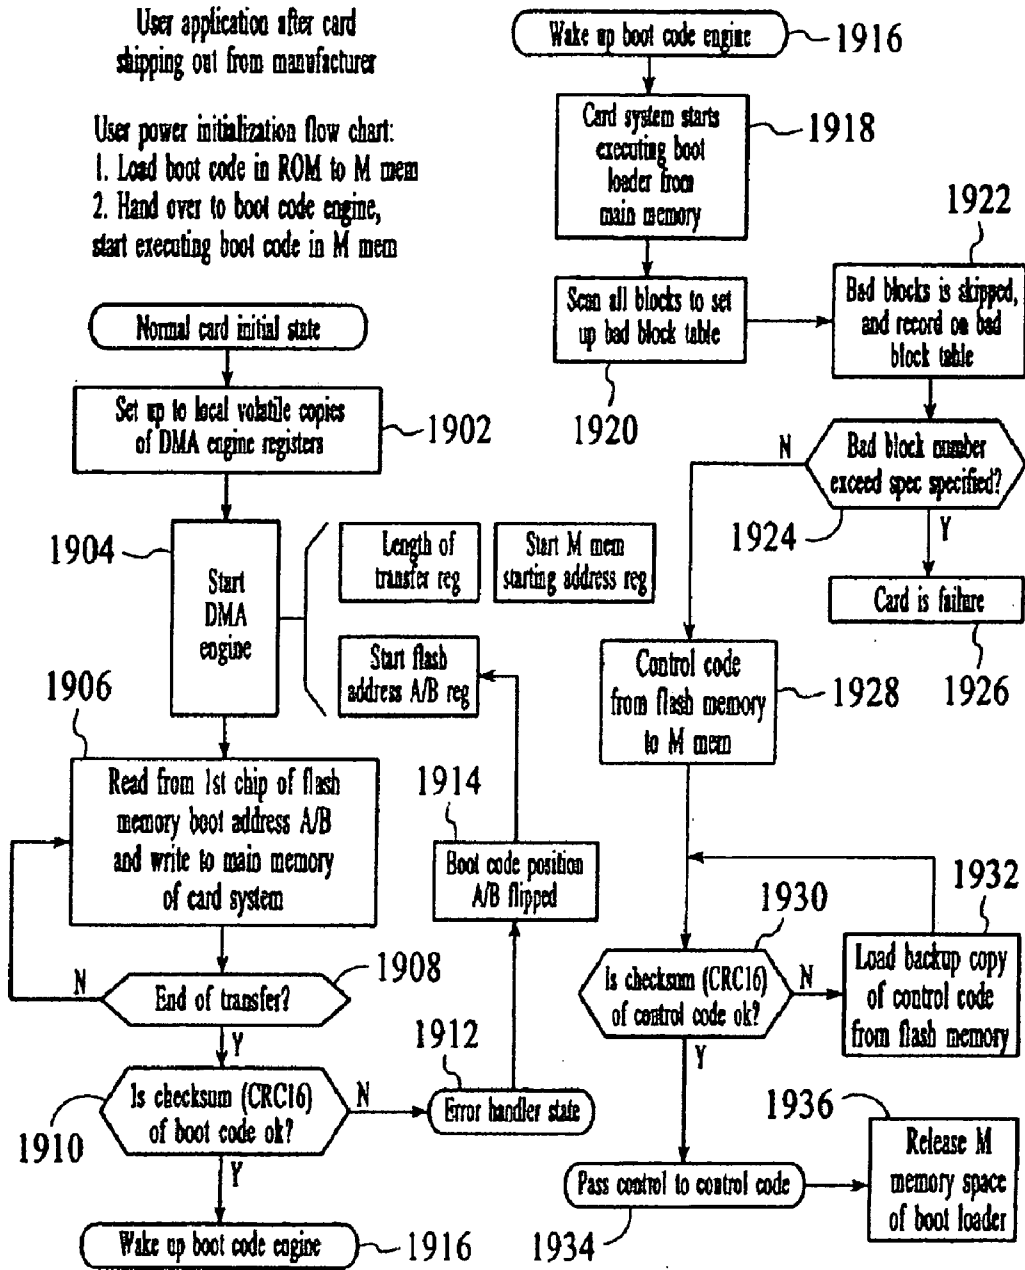 User application after card
shipping out from manufacturer
User power initialization flow chart:
1. Load boot code in ROM to M mem
2. Hand over to boot code engine,
start executing boot code in M mem
Normal card initial state
Set up to local volatile copies
of DMA engine registers
1902
1904
Start
DMA
engine
Length of
transfer reg
Start M mem
starting address reg
Start flash
address A/B reg
1906
Read from 1st chip of flash
memory boot address A/B
and write to main memory
of card system
1914
Boot code position
A/B flipped
N
End of transfer?
1908
Y
1910
Is checksum (CRC16)
of boot code ok?
N
1912
Error handler state
Y
Wake up boot code engine
1916
Wake up boot code engine
1916
Card system starts
executing boot
loader from
main memory
1918
Scan all blocks to set
up bad block table
1920
1922
Bad blocks is skipped,
and record on bad
block table
N
Bad block number
exceed spec specified?
1924
Y
Card is failure
1926
Control code
from flash memory
to M mem
1928
1930
Is checksum (CRC16)
of control code ok?
N
1932
Load backup copy
of control code
from flash memory
Y
Pass control to control code
1934
1936
Release M
memory space
of boot loader